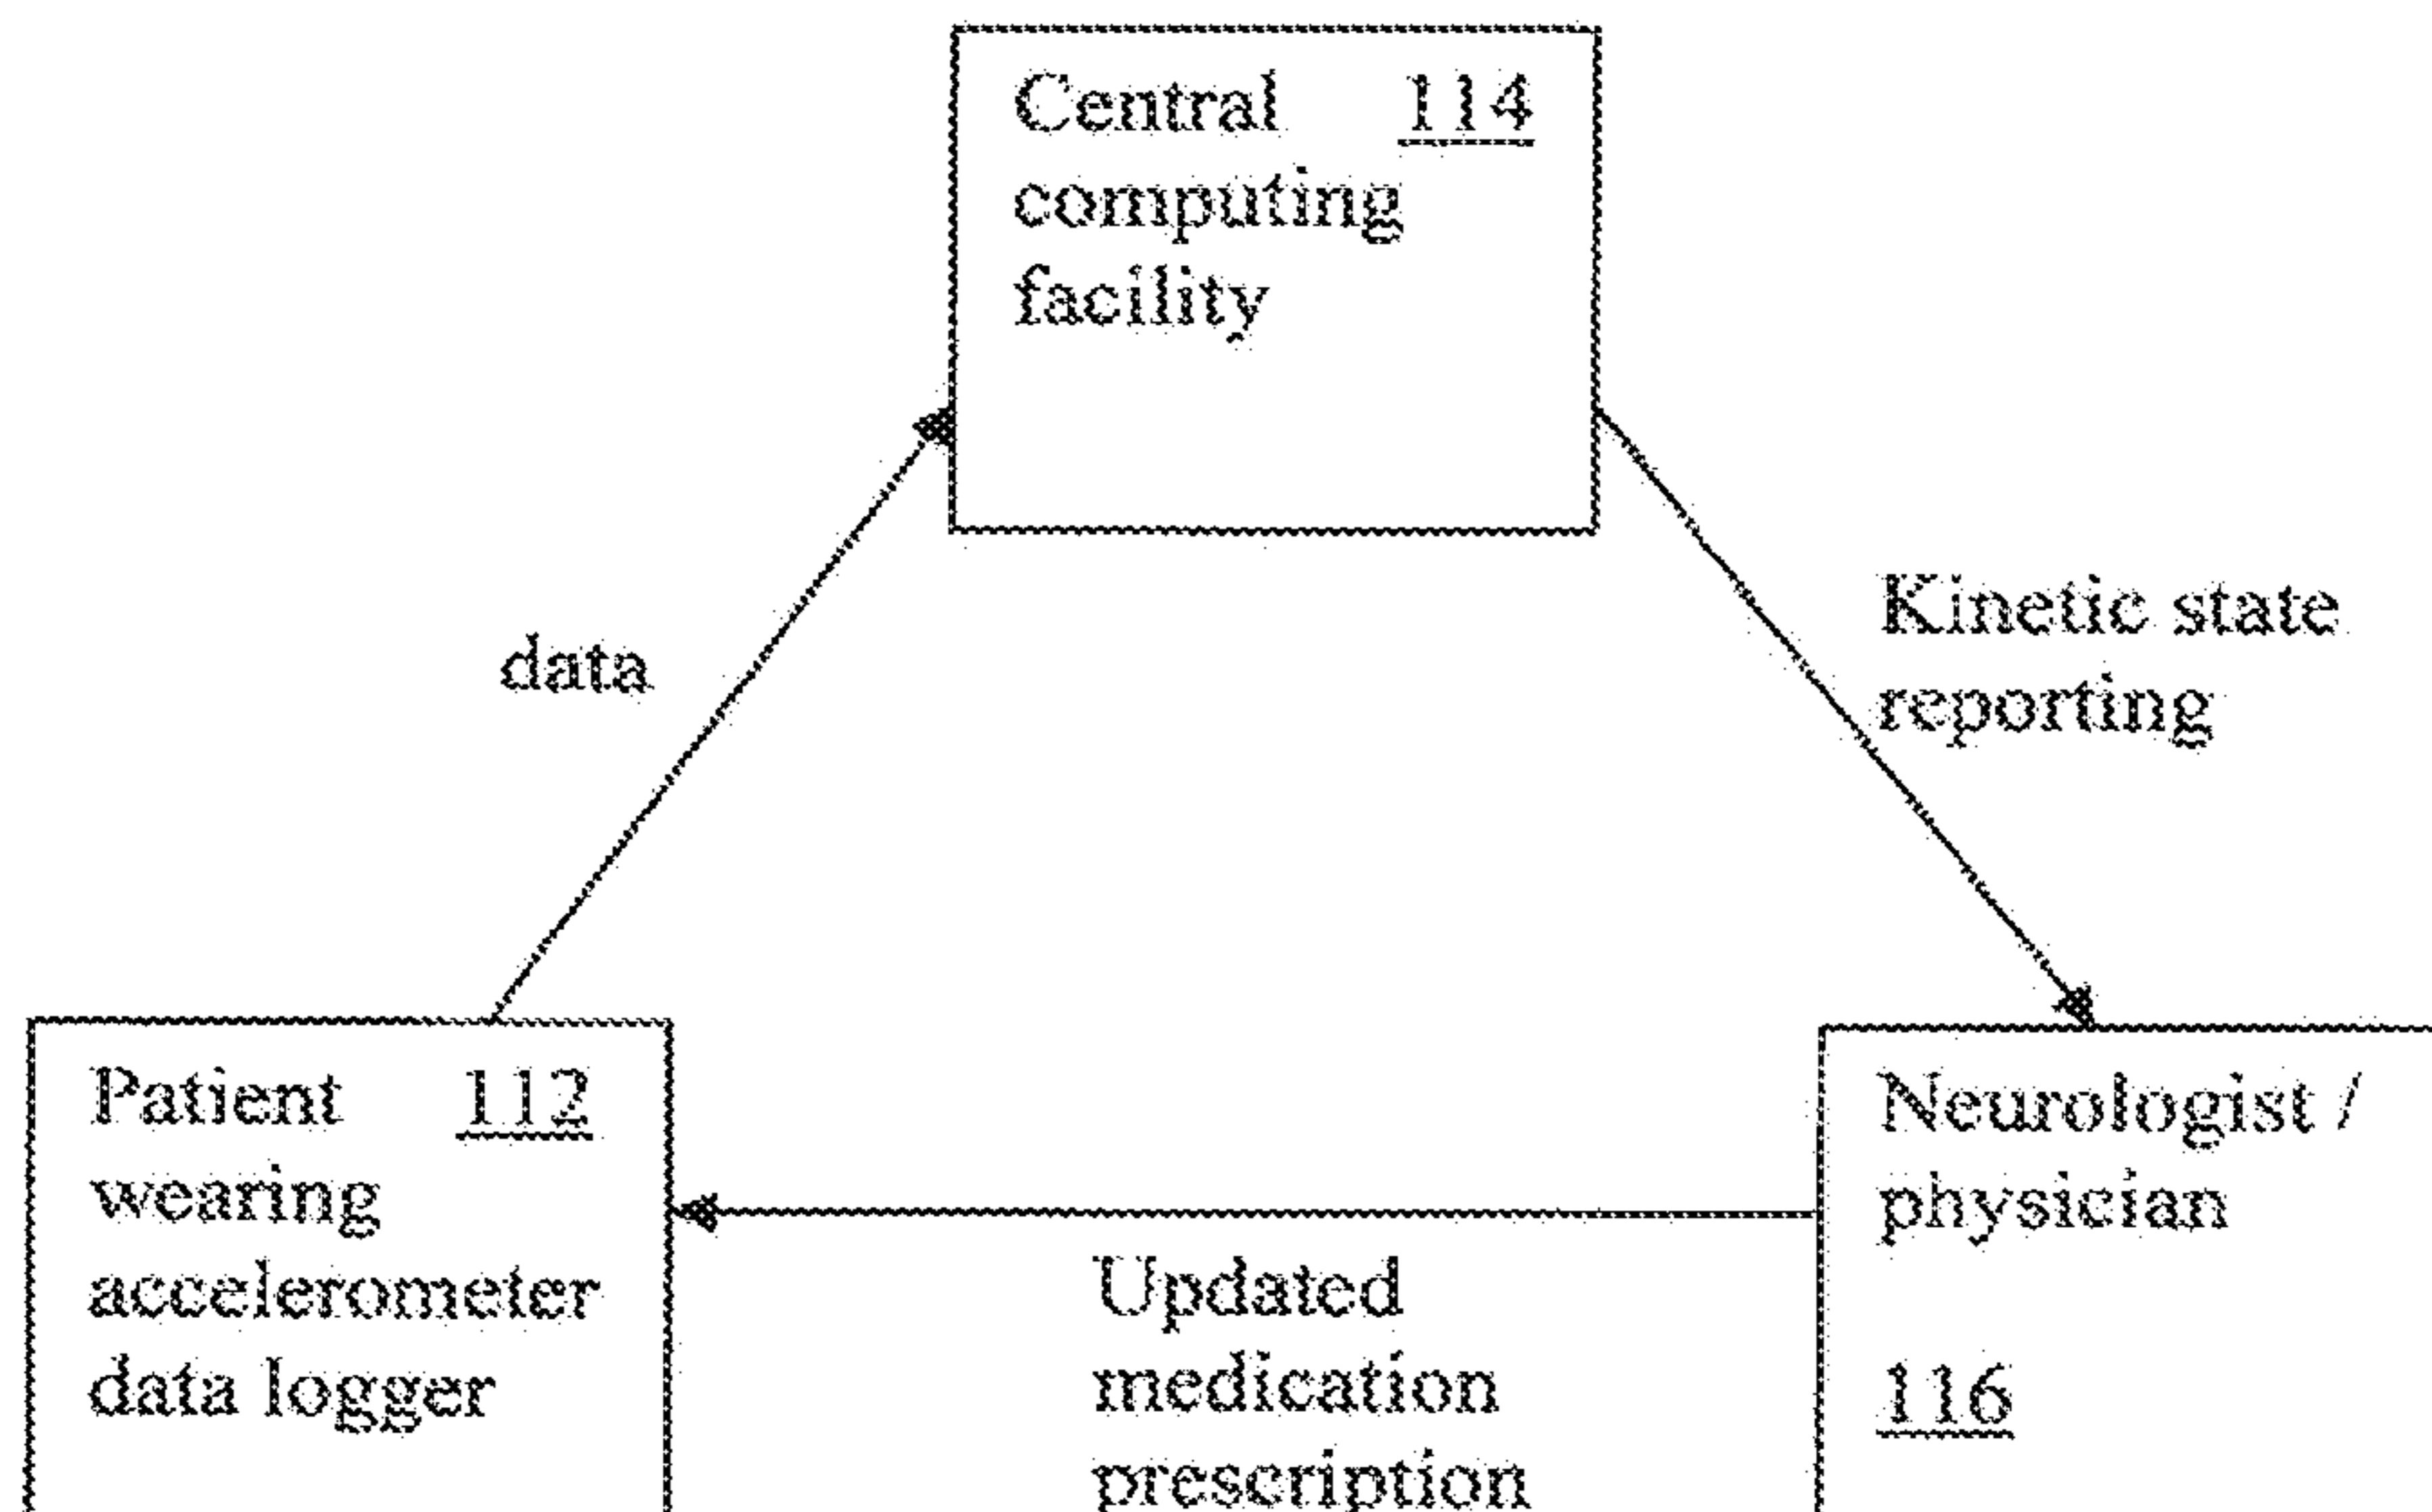 Central 114
computing
facility
data
Kinetic state
reporting
Patient 112
wearing
accelerometer
data logger
Updated
medication
prescription
Neurologist /
physician
116